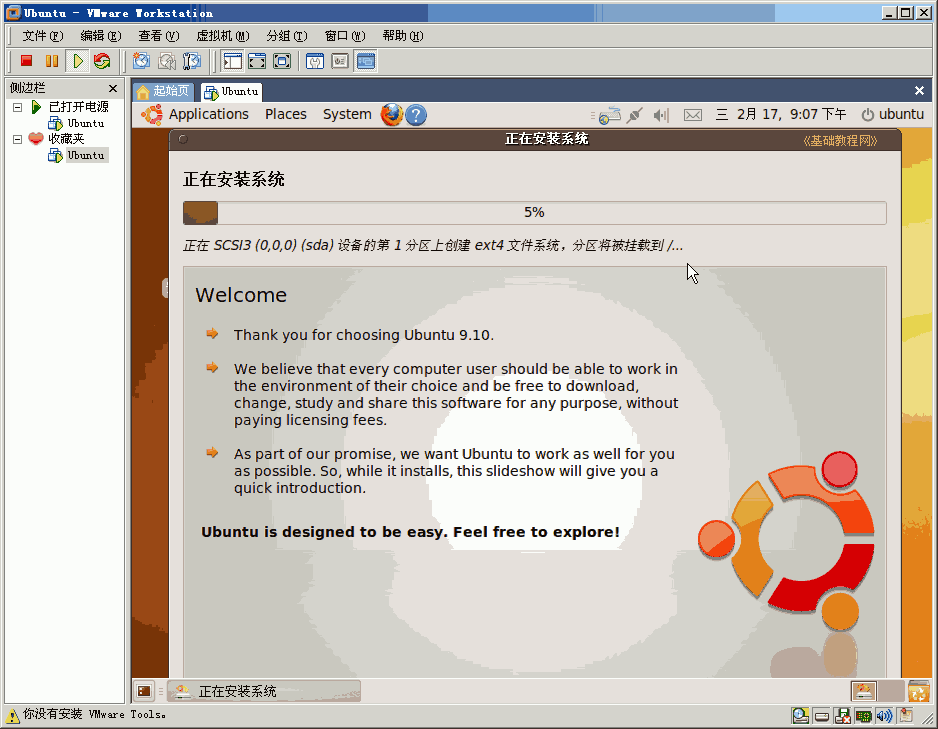 Ubuntu - VMware Workstation
文件(F) 编辑(E) 查看(V) 虚拟机(M) 分组(T) 窗口(W) 帮助(H)
侧边栏
已打开电源
Ubuntu
收藏夹
Ubuntu
起始页 Ubuntu
Applications Places System 三 2月 17, 9:07 下午 ubuntu
正在安装系统 《基础教程网》
正在安装系统
5%
正在 SCSI3 (0,0,0) (sda) 设备的第 1 分区上创建 ext4 文件系统，分区将被挂载到 /...
Welcome
Thank you for choosing Ubuntu 9.10.
We believe that every computer user should be able to work in
the environment of their choice and be free to download,
change, study and share this software for any purpose, without
paying licensing fees.
As part of our promise, we want Ubuntu to work as well for you
as possible. So, while it installs, this slideshow will give you a
quick introduction.
Ubuntu is designed to be easy. Feel free to explore!
正在安装系统
你没有安装 VMware Tools。